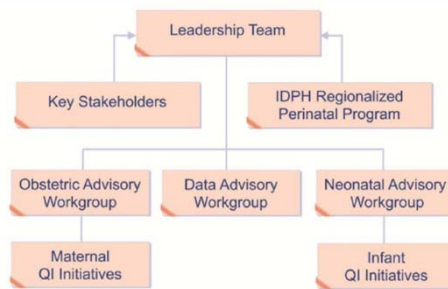 Leadership Team
Key Stakeholders
IDPH Regionalized
Perinatal Program
Obstetric Advisory
Workgroup
Data Advisory
Workgroup
Neonatal Advisory
Workgroup
Maternal
QI Initiatives
Infant
QI Initiatives